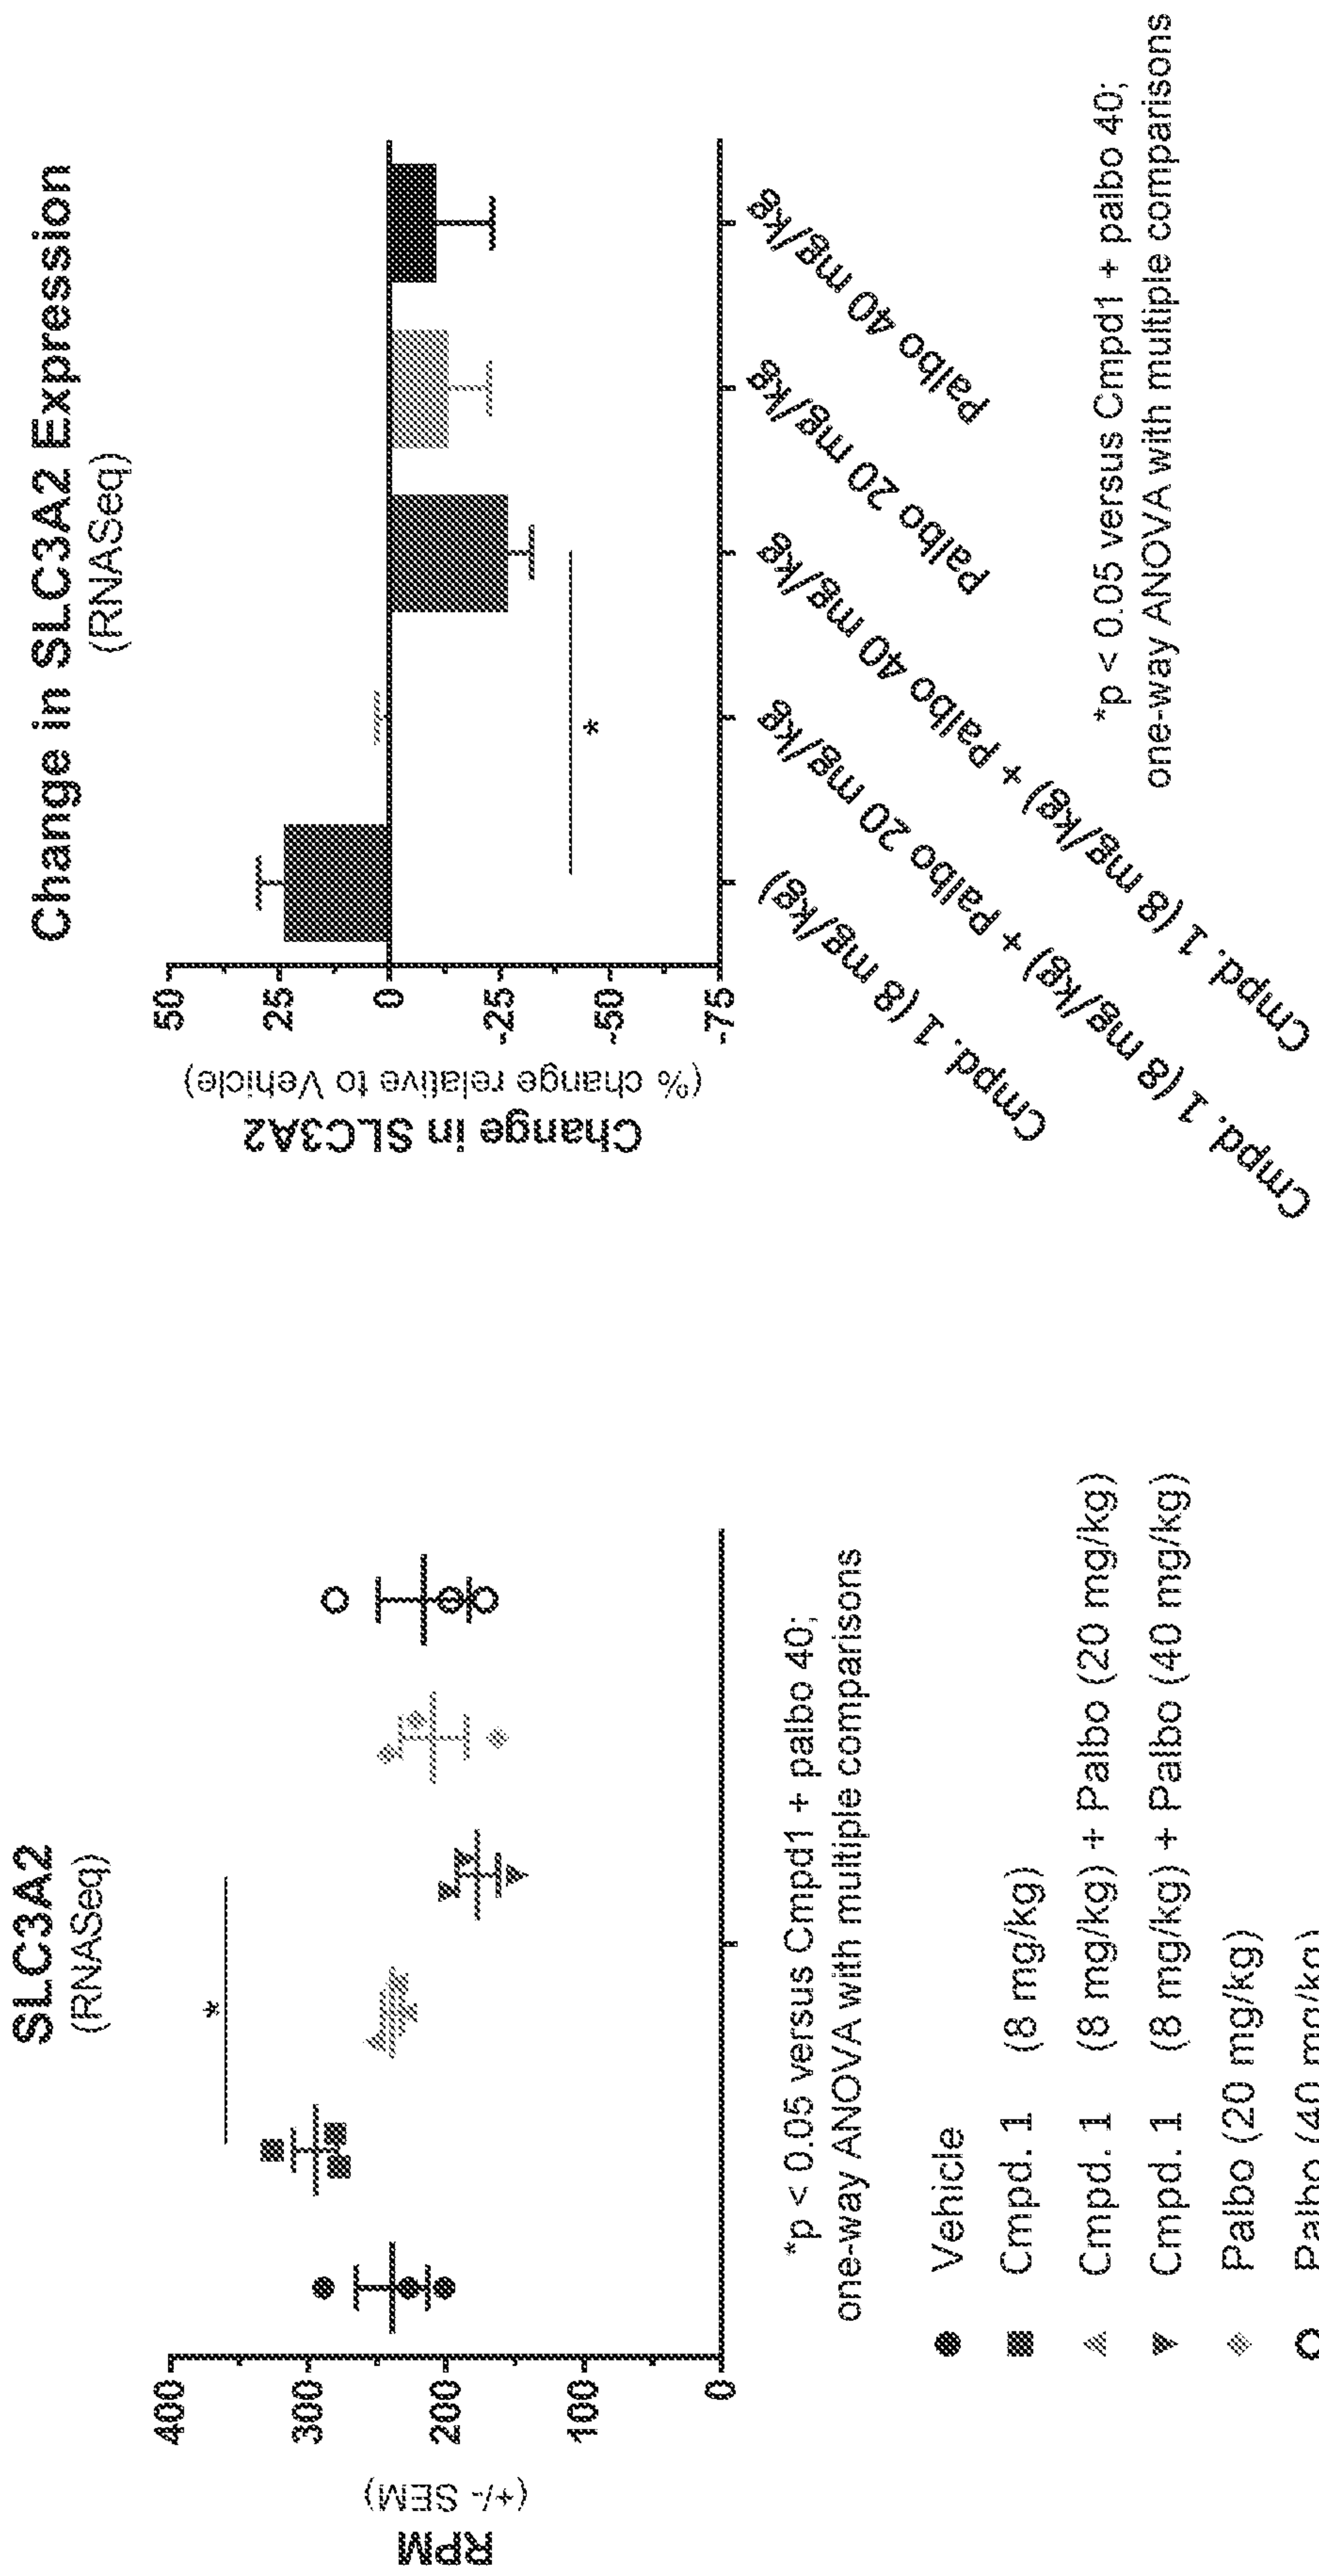 SLC3A2
(RNASeq)
RPM
(+/- SEM)
400
300
200
100
0
*
*p < 0.05 versus Cmpd1 + palbo 40;
one-way ANOVA with multiple comparisons
Vehicle
Cmpd. 1 (8 mg/kg)
Cmpd. 1 (8 mg/kg) + Palbo (20 mg/kg)
Cmpd. 1 (8 mg/kg) + Palbo (40 mg/kg)
Palbo (20 mg/kg)
Palbo (40 mg/kg)
Change in SLC3A2 Expression
(RNASeq)
Change in SLC3A2
(% change relative to Vehicle)
50
25
0
-25
-50
-75
*
Cmpd. 1 (8 mg/kg)
Cmpd. 1 (8 mg/kg) + Palbo 20 mg/kg
Cmpd. 1 (8 mg/kg) + Palbo 40 mg/kg
Palbo 20 mg/kg
Palbo 40 mg/kg
*p < 0.05 versus Cmpd1 + palbo 40;
one-way ANOVA with multiple comparisons